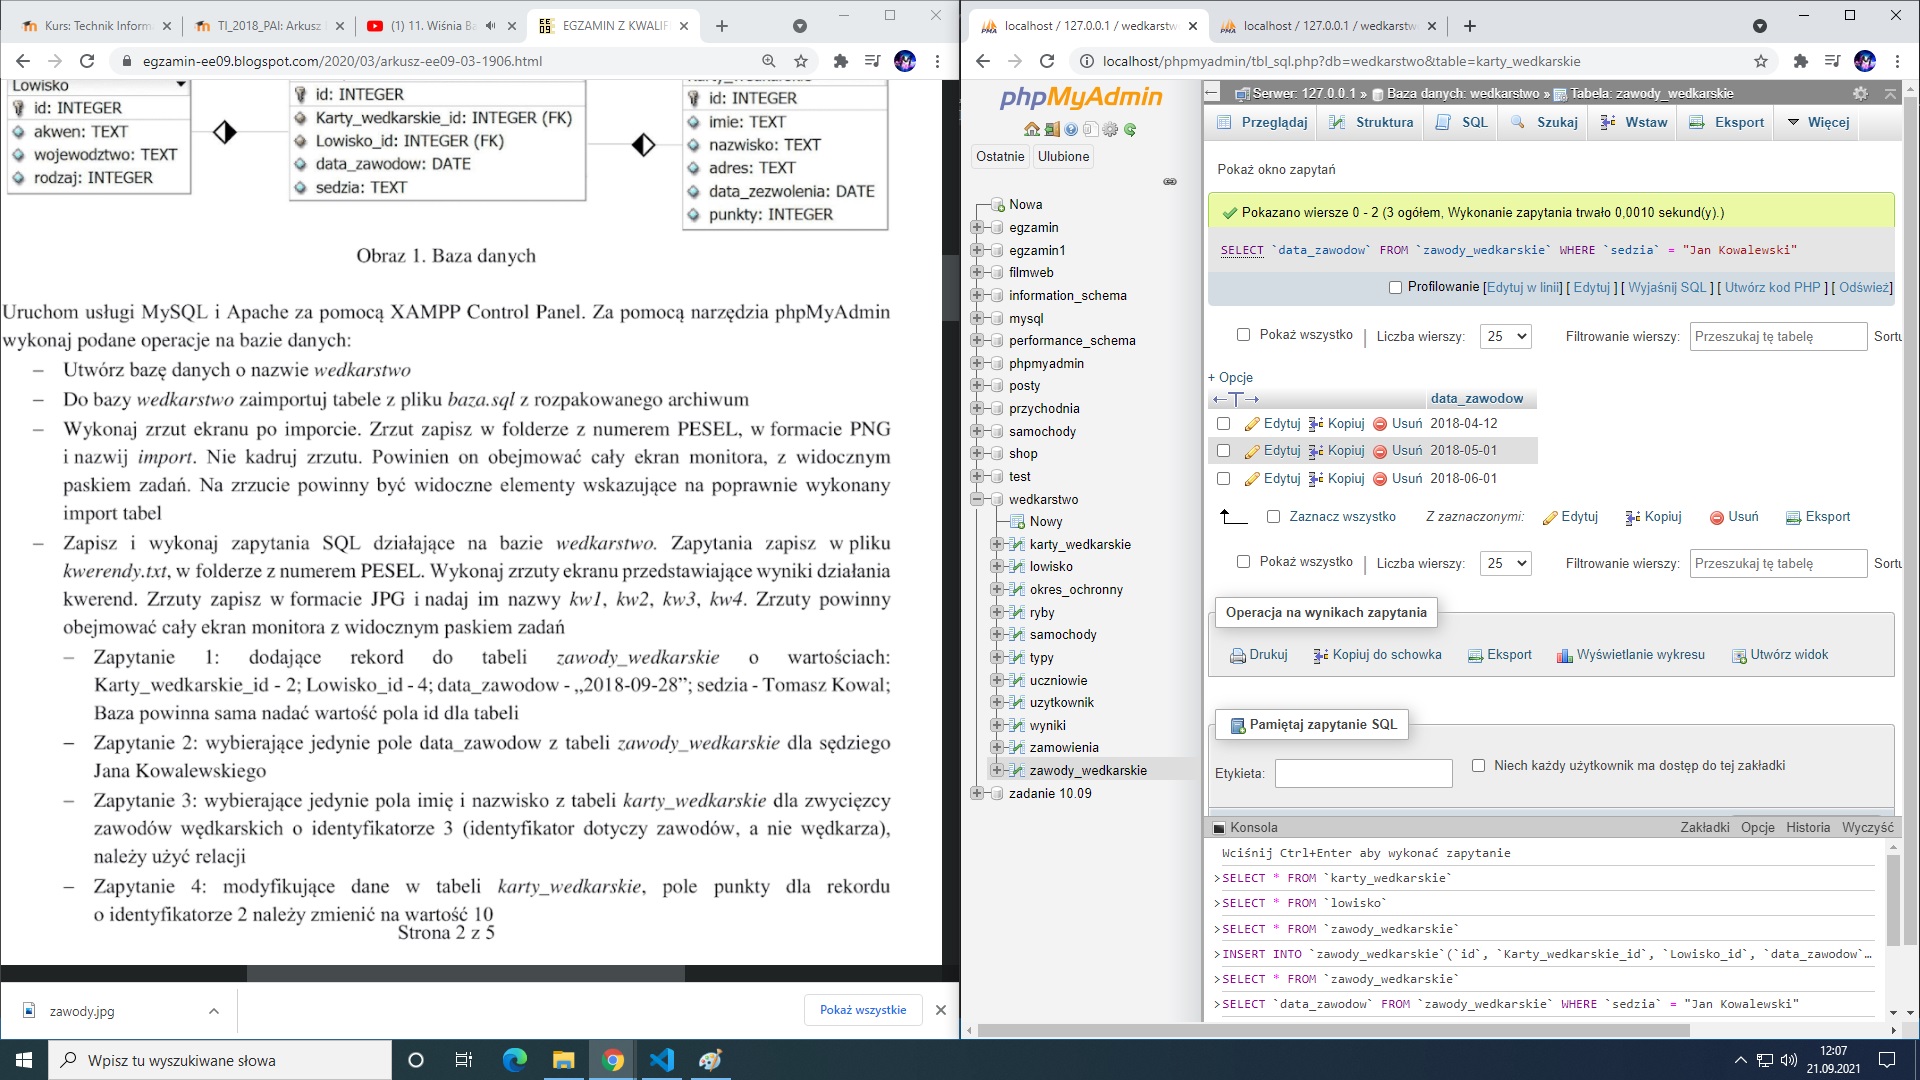 Kurs: Technik Inform
TI_2018_PAI: Arkusz
(1) 11. Wiśnia Ba
EGZAMIN Z KWALIF
egzamin-ee09.blogspot.com/2020/03/arkusz-ee09-03-1906.html
Lowisko
id: INTEGER
akwen: TEXT
wojewodztwo: TEXT
rodzaj: INTEGER
id: INTEGER
Karty_wedkarskie_id: INTEGER (FK)
Lowisko_id: INTEGER (FK)
data_zawodow: DATE
sedzia: TEXT
id: INTEGER
imie: TEXT
nazwisko: TEXT
adres: TEXT
data_zezwolenia: DATE
punkty: INTEGER
Obraz 1. Baza danych
Uruchom usługi MySQL i Apache za pomocą XAMPP Control Panel. Za pomocą narzędzia phpMyAdmin
wykonaj podane operacje na bazie danych:
– Utwórz bazę danych o nazwie wedkarstwo
– Do bazy wedkarstwo zaimportuj tabele z pliku baza.sql z rozpakowanego archiwum
– Wykonaj zrzut ekranu po imporcie. Zrzut zapisz w folderze z numerem PESEL, w formacie PNG
i nazwij import. Nie kadruj zrzutu. Powinien on obejmować cały ekran monitora, z widocznym
paskiem zadań. Na zrzucie powinny być widoczne elementy wskazujące na poprawnie wykonany
import tabel
– Zapisz i wykonaj zapytania SQL działające na bazie wedkarstwo. Zapytania zapisz w pliku
kwerendy.txt, w folderze z numerem PESEL. Wykonaj zrzuty ekranu przedstawiające wyniki działania
kwerend. Zrzuty zapisz w formacie JPG i nadaj im nazwy kw1, kw2, kw3, kw4. Zrzuty powinny
obejmować cały ekran monitora z widocznym paskiem zadań
– Zapytanie 1: dodające rekord do tabeli zawody_wedkarskie o wartościach:
Karty_wedkarskie_id - 2; Lowisko_id - 4; data_zawodow - „2018-09-28”; sedzia - Tomasz Kowal;
Baza powinna sama nadać wartość pola id dla tabeli
– Zapytanie 2: wybierające jedynie pole data_zawodow z tabeli zawody_wedkarskie dla sędziego
Jana Kowalewskiego
– Zapytanie 3: wybierające jedynie pola imię i nazwisko z tabeli karty_wedkarskie dla zwycięzcy
zawodów wędkarskich o identyfikatorze 3 (identyfikator dotyczy zawodów, a nie wędkarza),
należy użyć relacji
– Zapytanie 4: modyfikujące dane w tabeli karty_wedkarskie, pole punkty dla rekordu
o identyfikatorze 2 należy zmienić na wartość 10
Strona 2 z 5
zawody.jpg
Pokaż wszystkie
localhost / 127.0.0.1 / wedkarstw
localhost / 127.0.0.1 / wedkarstw
localhost/phpmyadmin/tbl_sql.php?db=wedkarstwo&table=karty_wedkarskie
phpMyAdmin
Ostatnie Ulubione
Nowa
egzamin
egzamin1
filmweb
information_schema
mysql
performance_schema
phpmyadmin
posty
przychodnia
samochody
shop
test
wedkarstwo
Nowy
karty_wedkarskie
lowisko
okres_ochronny
ryby
samochody
typy
uczniowie
uzytkownik
wyniki
zamowienia
zawody_wedkarskie
zadanie 10.09
Serwer: 127.0.0.1 » Baza danych: wedkarstwo » Tabela: zawody_wedkarskie
Przeglądaj Struktura SQL Szukaj Wstaw Eksport Więcej
Pokaż okno zapytań
Pokazano wiersze 0 - 2 (3 ogółem, Wykonanie zapytania trwało 0,0010 sekund(y).)
SELECT `data_zawodow` FROM `zawody_wedkarskie` WHERE `sedzia` = "Jan Kowalewski"
Profilowanie [Edytuj w linii] [ Edytuj ] [ Wyjaśnij SQL ] [ Utwórz kod PHP ] [ Odśwież]
Pokaż wszystko | Liczba wierszy: 25 Filtrowanie wierszy: Przeszukaj tę tabelę Sortu
+ Opcje
←T→ data_zawodow
Edytuj Kopiuj Usuń 2018-04-12
Edytuj Kopiuj Usuń 2018-05-01
Edytuj Kopiuj Usuń 2018-06-01
Zaznacz wszystko Z zaznaczonymi: Edytuj Kopiuj Usuń Eksport
Pokaż wszystko | Liczba wierszy: 25 Filtrowanie wierszy: Przeszukaj tę tabelę Sortu
Operacja na wynikach zapytania
Drukuj Kopiuj do schowka Eksport Wyświetlanie wykresu Utwórz widok
Pamiętaj zapytanie SQL
Etykieta: Niech każdy użytkownik ma dostęp do tej zakładki
Konsola Zakładki Opcje Historia Wyczyść
Wciśnij Ctrl+Enter aby wykonać zapytanie
>SELECT * FROM `karty_wedkarskie`
>SELECT * FROM `lowisko`
>SELECT * FROM `zawody_wedkarskie`
>INSERT INTO `zawody_wedkarskie`(`id`, `Karty_wedkarskie_id`, `Lowisko_id`, `data_zawodow`…
>SELECT * FROM `zawody_wedkarskie`
>SELECT `data_zawodow` FROM `zawody_wedkarskie` WHERE `sedzia` = "Jan Kowalewski"
Wpisz tu wyszukiwane słowa
12:07
21.09.2021